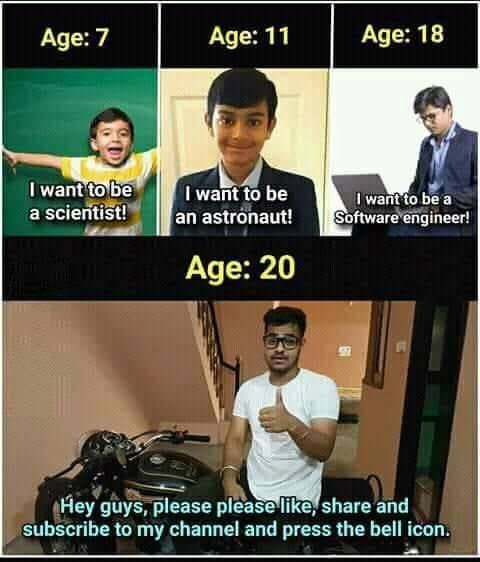 Age: 7
Age: 11
Age: 18
I want to be
a scientist!
I want to be
an astronaut!
I want to be a
Software engineer!
Age: 20
Hey guys, please please like, share and
subscribe to my channel and press the bell icon.